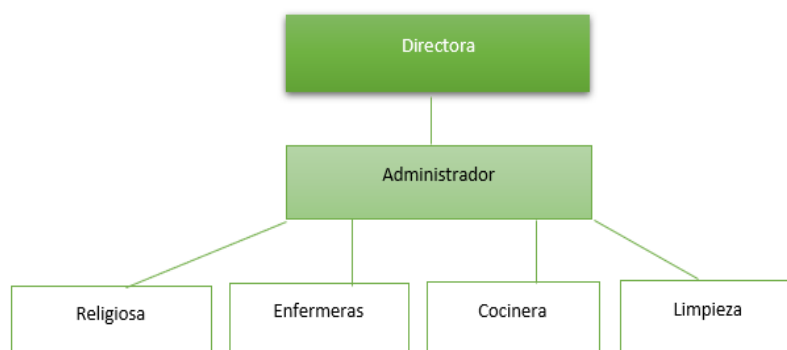 Directora
Administrador
Religiosa
Enfermeras
Cocinera
Limpieza